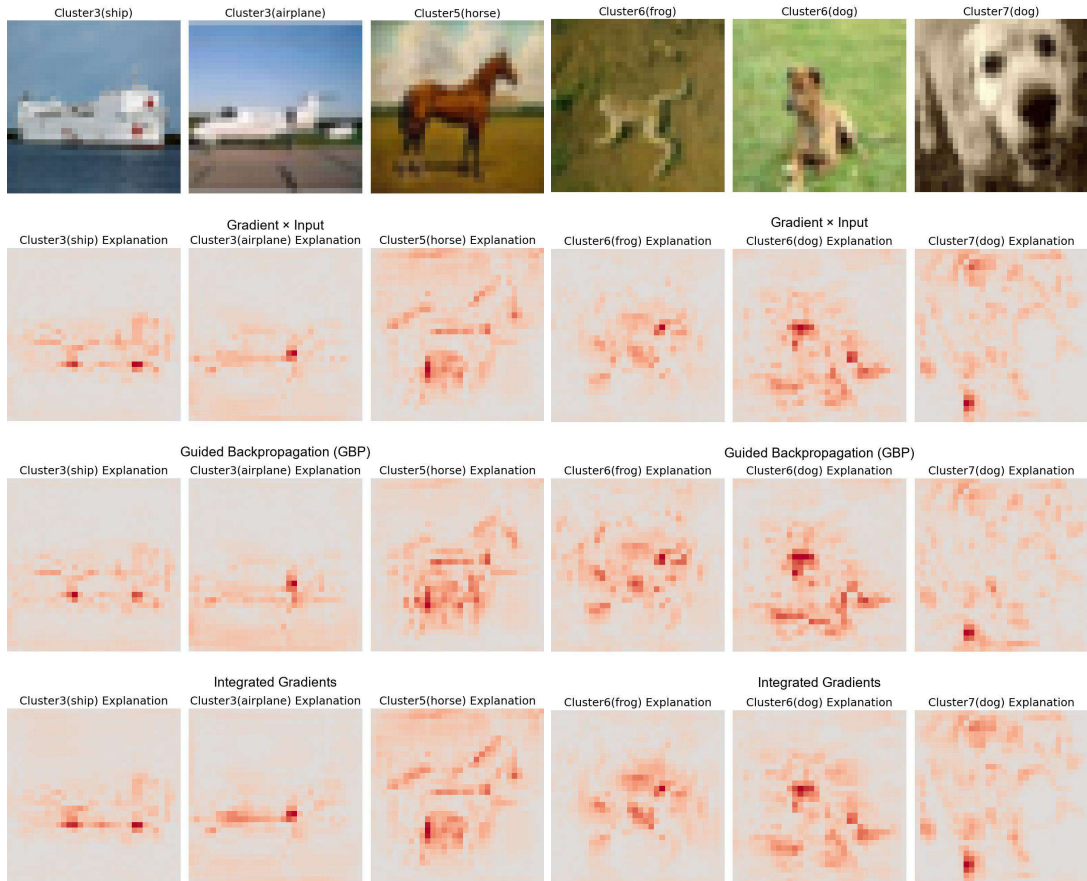 Cluster3(ship) Cluster3(airplane) Cluster5(horse) Cluster6(frog) Cluster6(dog) Cluster7(dog)
Gradient × Input Gradient × Input
Cluster3(ship) Explanation Cluster3(airplane) Explanation Cluster5(horse) Explanation Cluster6(frog) Explanation Cluster6(dog) Explanation Cluster7(dog) Explanation
Guided Backpropagation (GBP) Guided Backpropagation (GBP)
Cluster3(ship) Explanation Cluster3(airplane) Explanation Cluster5(horse) Explanation Cluster6(frog) Explanation Cluster6(dog) Explanation Cluster7(dog) Explanation
Integrated Gradients Integrated Gradients
Cluster3(ship) Explanation Cluster3(airplane) Explanation Cluster5(horse) Explanation Cluster6(frog) Explanation Cluster6(dog) Explanation Cluster7(dog) Explanation